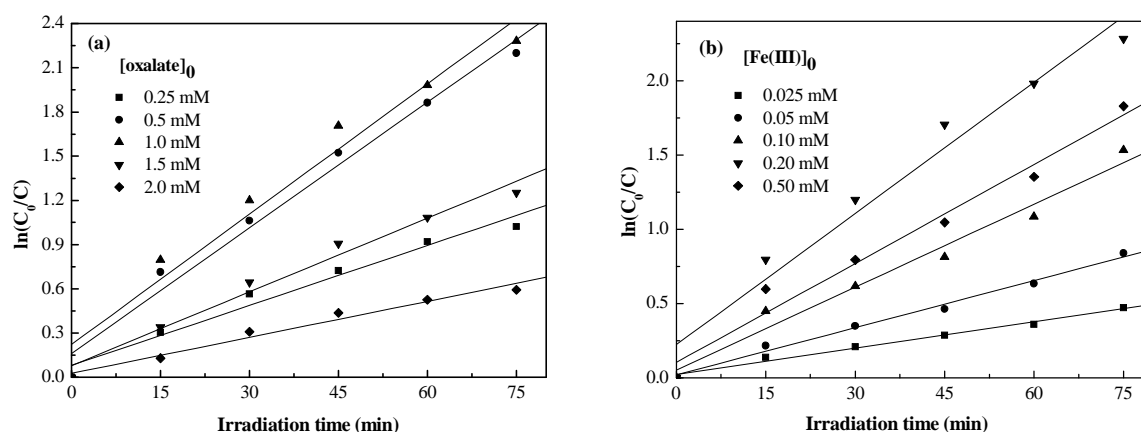 (a)
[oxalate]0
0.25 mM
0.5 mM
1.0 mM
1.5 mM
2.0 mM
2.4
2.1
1.8
1.5
1.2
0.9
0.6
0.3
0.0
ln(C0/C)
0 15 30 45 60 75
Irradiation time (min)
(b)
[Fe(III)]0
0.025 mM
0.05 mM
0.10 mM
0.20 mM
0.50 mM
2.0
1.5
1.0
0.5
0.0
ln(C0/C)
0 15 30 45 60 75
Irradiation time (min)